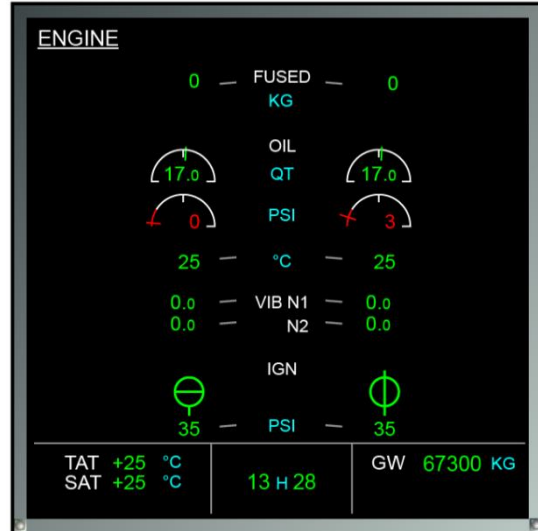 ENGINE
0 FUSED 0
KG
OIL
17.0 QT 17.0
0 PSI 3
25 °C 25
0.0 VIB N1 0.0
0.0 N2 0.0
IGN
35 PSI 35
TAT +25 °C
SAT +25 °C
13 H 28
GW 67300 KG